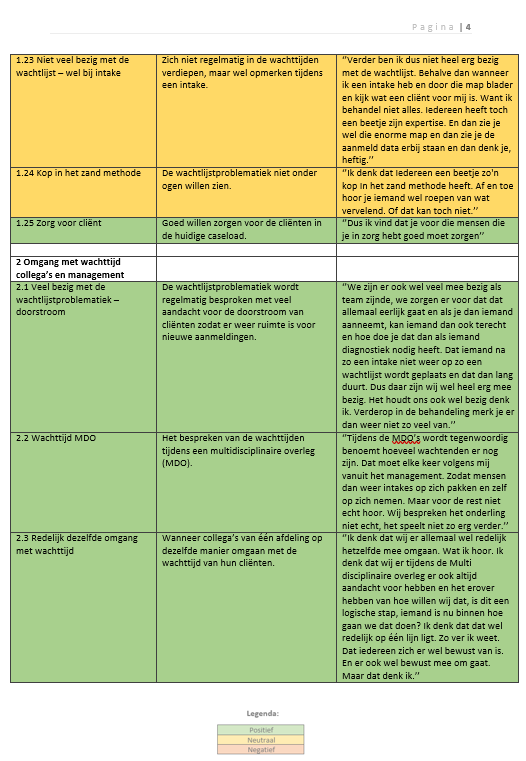 Pagina | 4
1.23 Niet veel bezig met de
wachtlijst – wel bij intake
Zich niet regelmatig in de wachttijden
verdiepen, maar wel opmerken tijdens
een intake.
‘’Verder ben ik dus niet heel erg bezig
met de wachtlijst. Behalve dan wanneer
ik een intake heb en door die map blader
en kijk wat een cliënt voor mij is. Want ik
behandel niet alles. Iedereen heeft toch
een beetje zijn expertise. En dan zie je
wel die enorme map en dan zie je de
aanmeld data erbij staan en dan denk je,
heftig.’’
1.24 Kop in het zand methode
De wachtlijstproblematiek niet onder
ogen willen zien.
‘’Ik denk dat Iedereen een beetje zo'n
kop In het zand methode heeft. Af en toe
hoor je iemand wel roepen van wat
vervelend. Of dat kan toch niet.’’
1.25 Zorg voor cliënt
Goed willen zorgen voor de cliënten in
de huidige caseload.
‘’Dus ik vind dat je voor die mensen die
je in zorg hebt goed moet zorgen’’
2 Omgang met wachttijd
collega’s en management
2.1 Veel bezig met de
wachtlijstproblematiek –
doorstroom
De wachtlijstproblematiek wordt
regelmatig besproken met veel
aandacht voor de doorstroom van
cliënten zodat er weer ruimte is voor
nieuwe aanmeldingen.
‘’We zijn er ook wel veel mee bezig als
team zijnde, we zorgen er voor dat dat
allemaal eerlijk gaat en als je dan iemand
aanneemt, kan iemand dan ook terecht
en hoe doe je dat dan als iemand
diagnostiek nodig heeft. Dat iemand na
zo een intake niet weer op zo een
wachtlijst wordt geplaats en dat dan lang
duurt. Dus daar zijn wij wel heel erg mee
bezig. Het houdt ons ook wel bezig denk
ik. Verderop in de behandeling merk je er
dan weer niet zo veel van.’’
2.2 Wachttijd MDO
Het bespreken van de wachttijden
tijdens een multidisciplinaire overleg
(MDO).
‘’Tijdens de MDO’s wordt tegenwoordig
benoemt hoeveel wachtenden er nog
zijn. Dat moet elke keer volgens mij
vanuit het management. Zodat mensen
dan weer intakes op zich pakken en zelf
op zich nemen. Maar voor de rest niet
echt hoor. Wij bespreken het onderling
niet echt, het speelt niet zo erg verder.’’
2.3 Redelijk dezelfde omgang
met wachttijd
Wanneer collega’s van één afdeling op
dezelfde manier omgaan met de
wachttijd van hun cliënten.
‘’Ik denk dat wij er allemaal wel redelijk
hetzelfde mee omgaan. Wat ik hoor. Ik
denk dat wij er tijdens de Multi
disciplinaire overleg er ook altijd
aandacht voor hebben en het erover
hebben van hoe willen wij dat, is dit een
logische stap, iemand is nu binnen hoe
gaan we dat doen? Ik denk dat dat wel
redelijk op één lijn ligt. Zo ver ik weet.
Dat iedereen zich er wel bewust van is.
En er ook wel bewust mee om gaat.
Maar dat denk ik.’’
Legenda:
Positief
Neutraal
Negatief